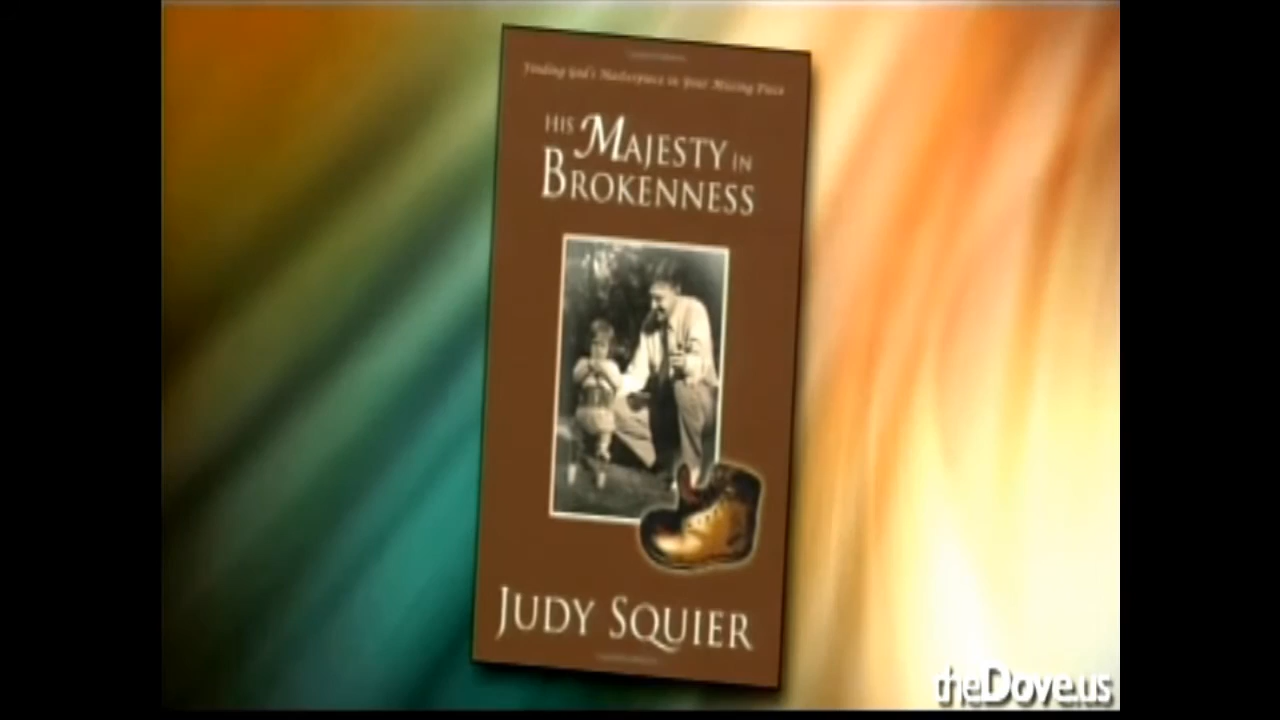 Finding God's Masterpiece in Your Missing Piece
HIS MAJESTY IN
BROKENNESS
JUDY SQUIER
theDove.us